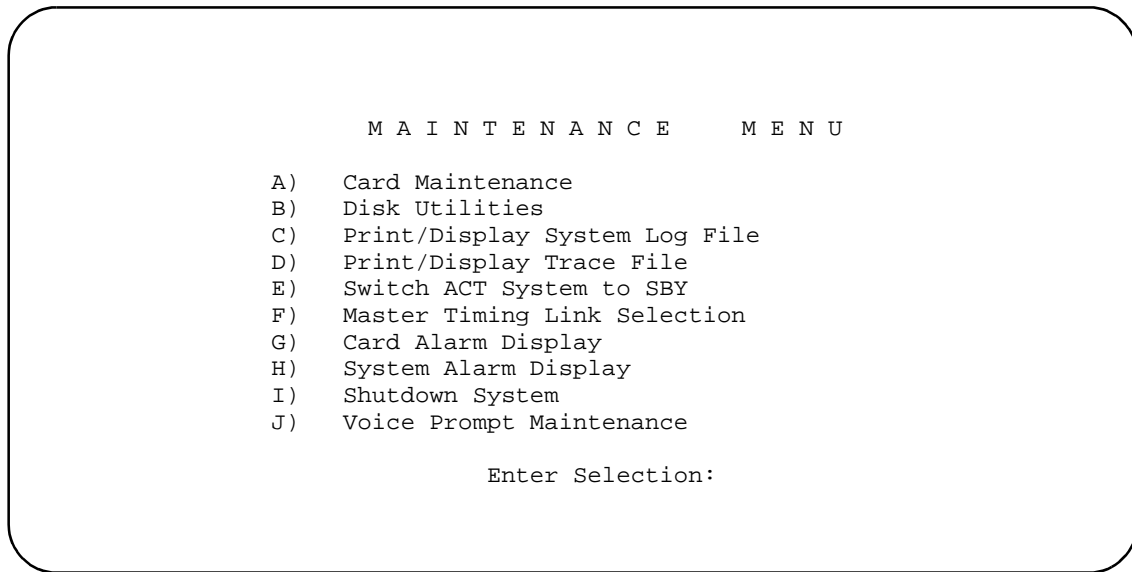 M A I N T E N A N C E   M E N U
A) Card Maintenance
B) Disk Utilities
C) Print/Display System Log File
D) Print/Display Trace File
E) Switch ACT System to SBY
F) Master Timing Link Selection
G) Card Alarm Display
H) System Alarm Display
I) Shutdown System
J) Voice Prompt Maintenance
Enter Selection: